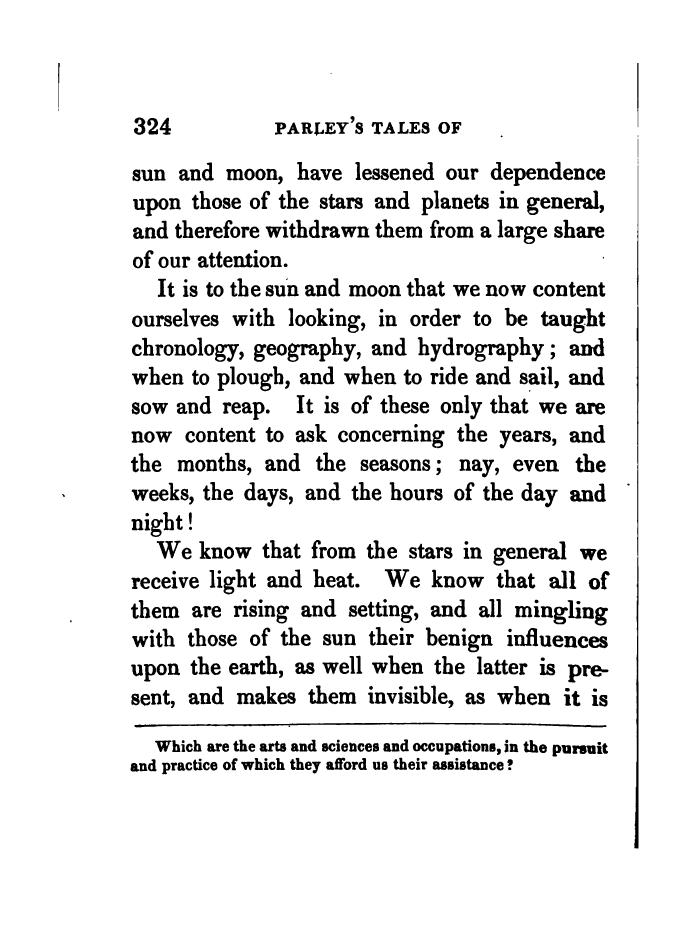 324 PARLEY'S TALES OF
sun and moon, have lessened our dependence
upon those of the stars and planets in general,
and therefore withdrawn them from a large share
of our attention.
It is to the sun and moon that we now content
ourselves with looking, in order to be taught
chronology, geography, and hydrography; and
when to plough, and when to ride and sail, and
sow and reap. It is of these only that we are
now content to ask concerning the years, and
the months, and the seasons; nay, even the
weeks, the days, and the hours of the day and
night!
We know that from the stars in general we
receive light and heat. We know that all of
them are rising and setting, and all mingling
with those of the sun their benign influences
upon the earth, as well when the latter is pre-
sent, and makes them invisible, as when it is
Which are the arts and sciences and occupations, in the pursuit
and practice of which they afford us their assistance?